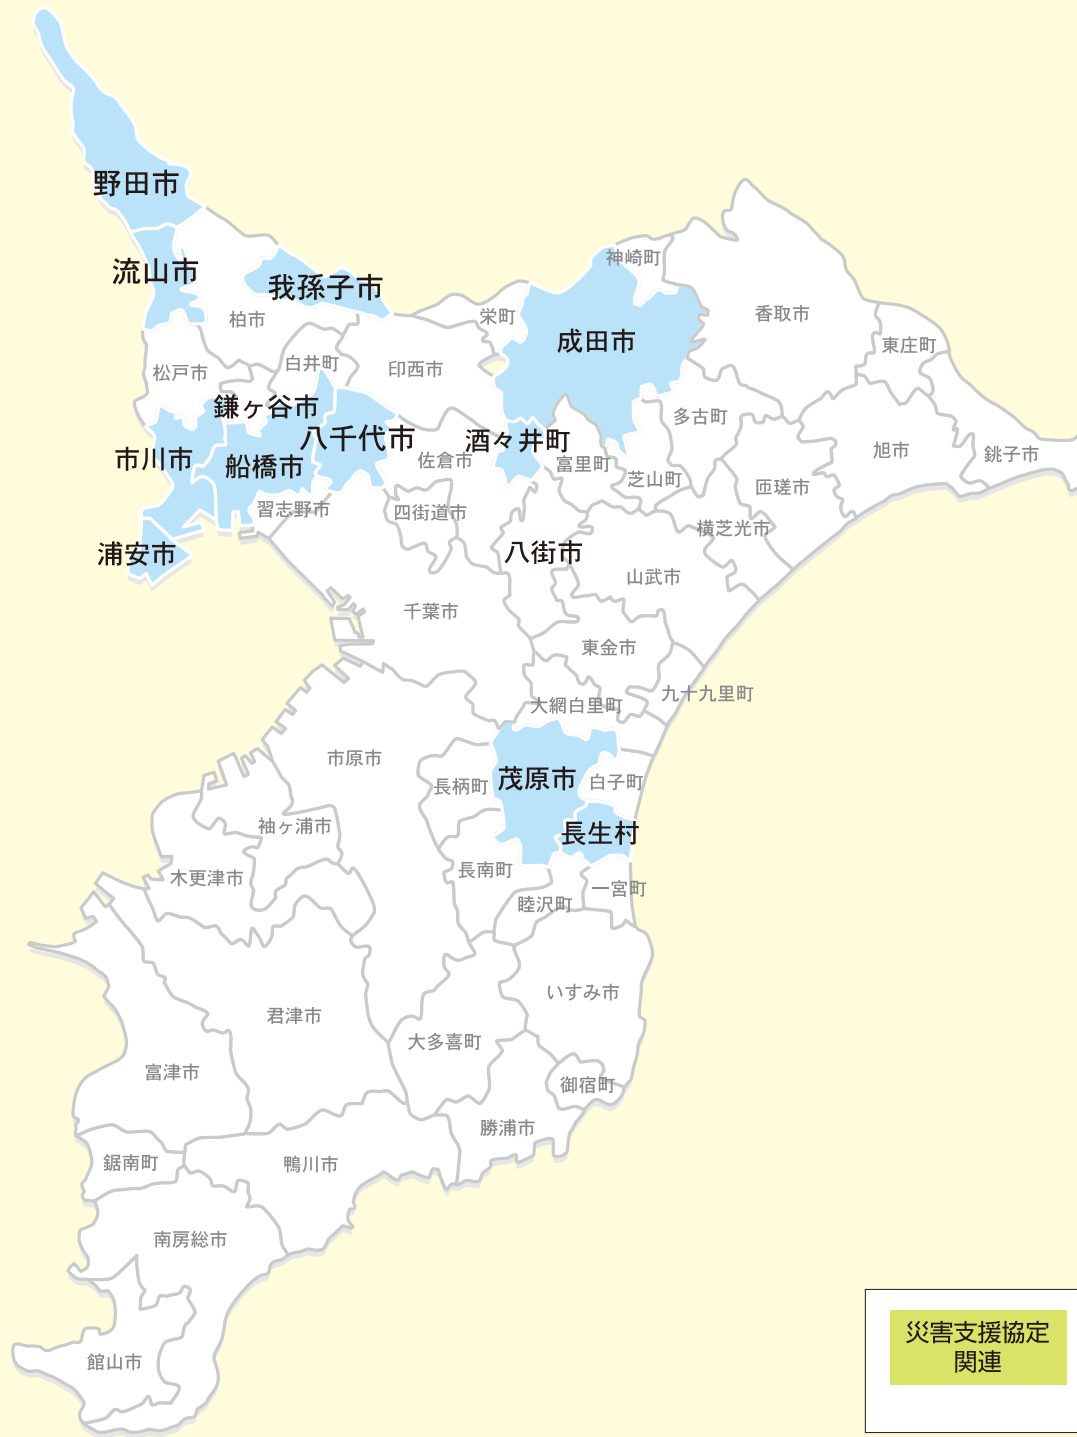 野田市
流山市
我孫子市
神崎町
柏市
栄町
香取市
成田市
東庄町
松戸市
白井町
印西市
鎌ヶ谷市
多古町
八千代市
酒々井町
旭市
銚子市
市川市
船橋市
佐倉市
富里町
芝山町
匝瑳市
習志野市
四街道市
横芝光市
浦安市
八街市
山武市
千葉市
東金市
九十九里町
大網白里町
市原市
長柄町
茂原市
白子町
袖ヶ浦市
長生村
木更津市
長南町
一宮町
睦沢町
いすみ市
君津市
大多喜町
富津市
御宿町
勝浦市
鋸南町
鴨川市
南房総市
館山市
災害支援協定
関連